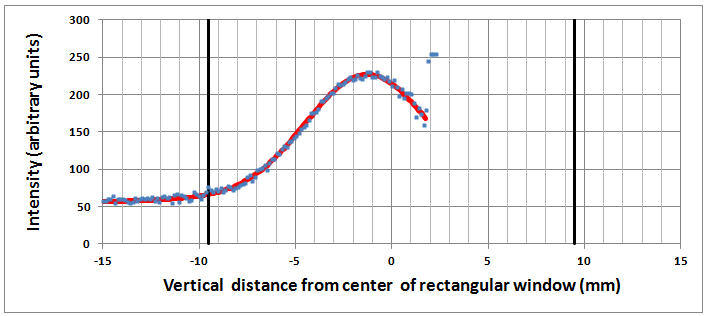 300
250
200
150
100
50
0
Intensity (arbitrary units)
-15 -10 -5 0 5 10 15
Vertical distance from center of rectangular window (mm)